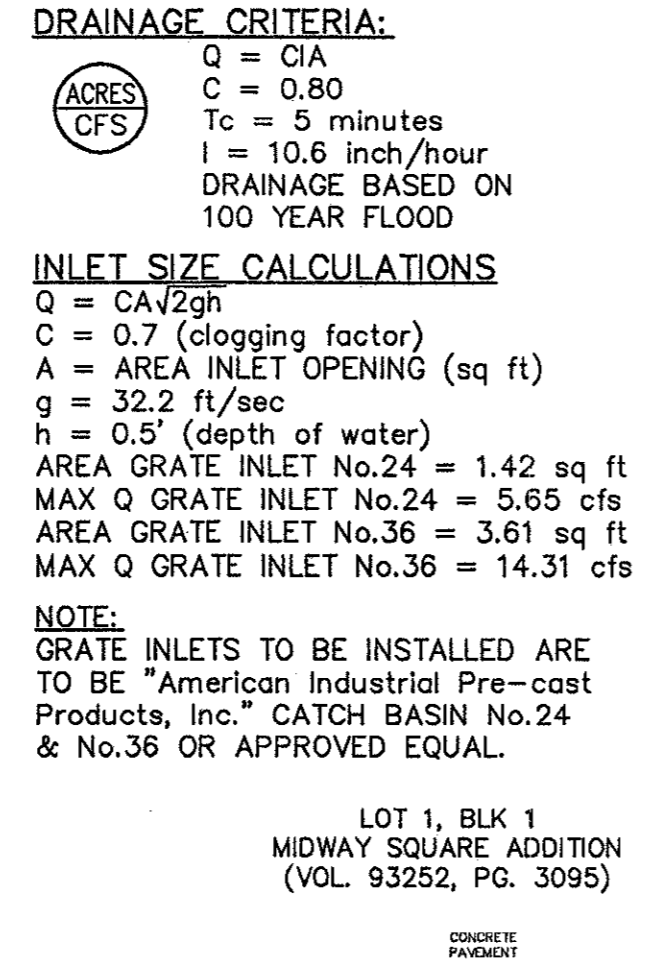 DRAINAGE CRITERIA:
ACRES
CFS
Q = CIA
C = 0.80
Tc = 5 minutes
I = 10.6 inch/hour
DRAINAGE BASED ON
100 YEAR FLOOD
INLET SIZE CALCULATIONS
Q = CA√2gh
C = 0.7 (clogging factor)
A = AREA INLET OPENING (sq ft)
g = 32.2 ft/sec
h = 0.5' (depth of water)
AREA GRATE INLET No.24 = 1.42 sq ft
MAX Q GRATE INLET No.24 = 5.65 cfs
AREA GRATE INLET No.36 = 3.61 sq ft
MAX Q GRATE INLET No.36 = 14.31 cfs
NOTE:
GRATE INLETS TO BE INSTALLED ARE
TO BE "American Industrial Pre-cast
Products, Inc." CATCH BASIN No.24
& No.36 OR APPROVED EQUAL.
LOT 1, BLK 1
MIDWAY SQUARE ADDITION
(VOL. 93252, PG. 3095)
CONCRETE
PAVEMENT